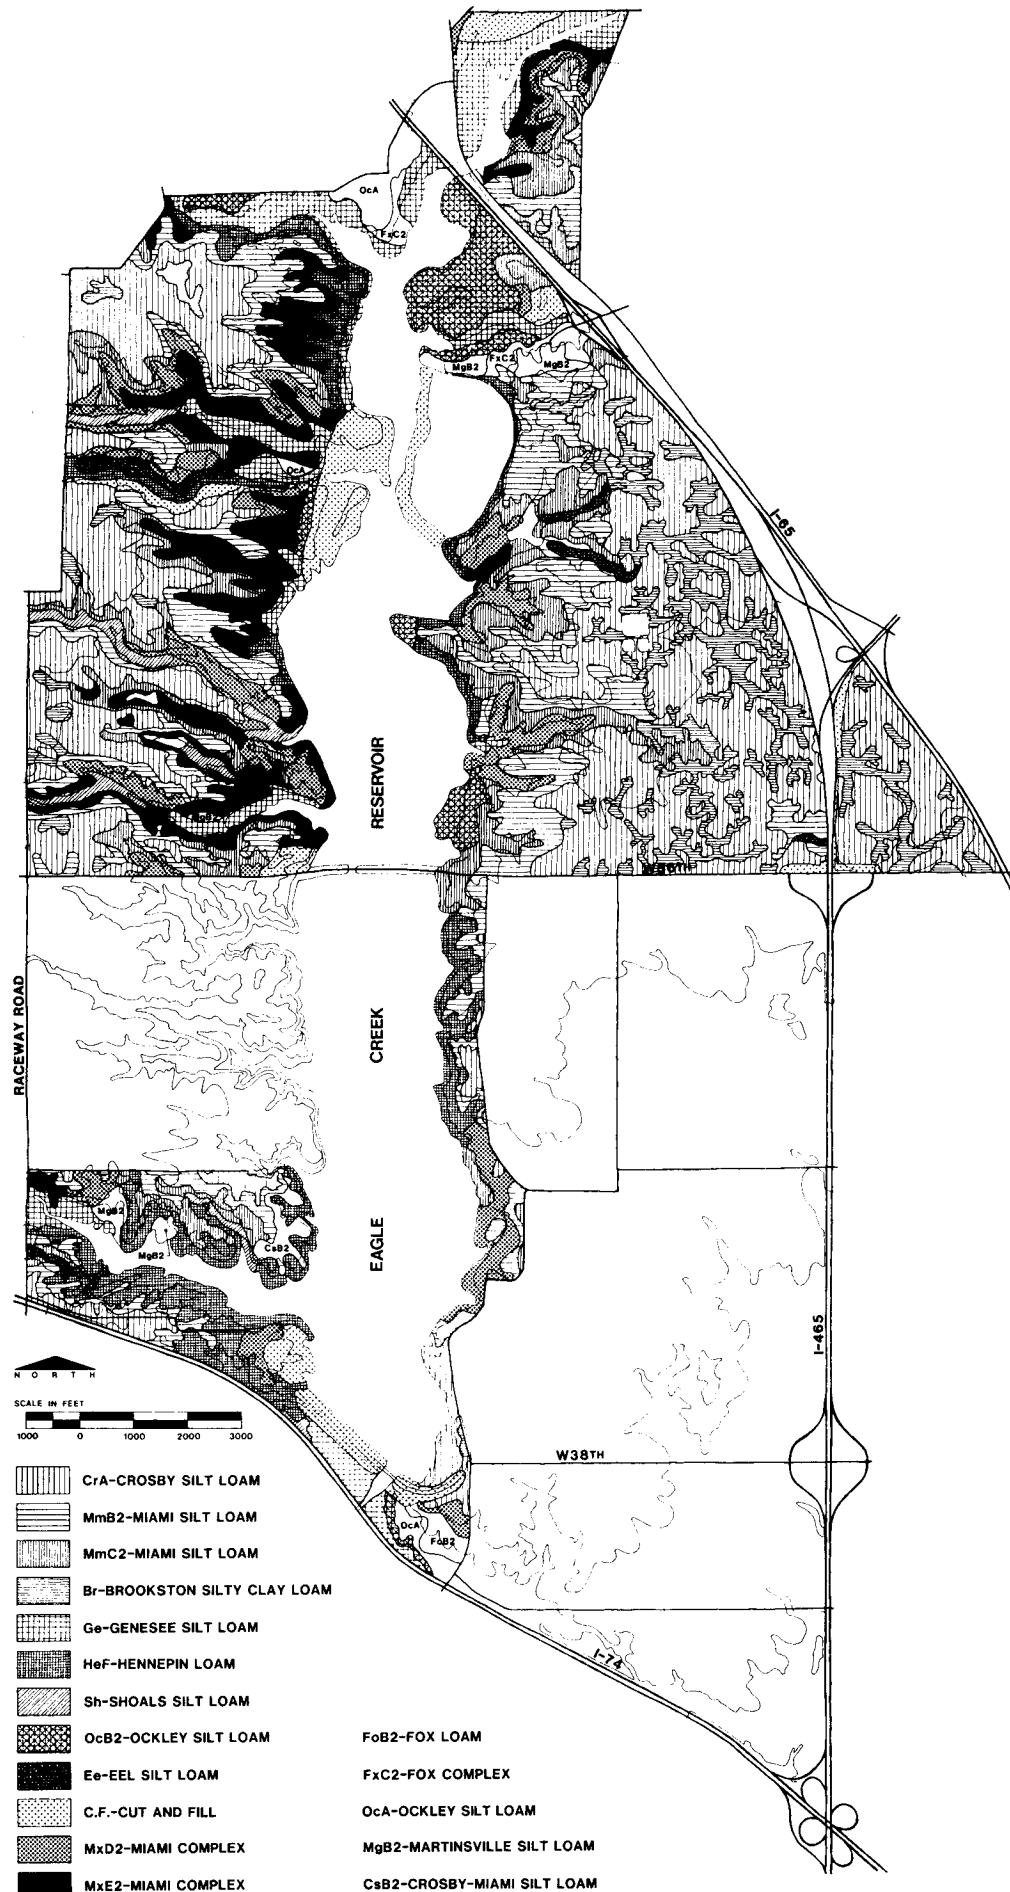 OcA
FxC2
FxC2
MgB2
MgB2
OcA
I-65
MgB2
RESERVOIR
W56TH
RACEWAY ROAD
CREEK
MgB2
MgB2
CsB2
EAGLE
I-465
NORTH
SCALE IN FEET
1000 0 1000 2000 3000
W38TH
OcA
FoB2
I-74
CrA-CROSBY SILT LOAM
MmB2-MIAMI SILT LOAM
MmC2-MIAMI SILT LOAM
Br-BROOKSTON SILTY CLAY LOAM
Ge-GENESEE SILT LOAM
HeF-HENNEPIN LOAM
Sh-SHOALS SILT LOAM
OcB2-OCKLEY SILT LOAM
Ee-EEL SILT LOAM
C.F.-CUT AND FILL
MxD2-MIAMI COMPLEX
MxE2-MIAMI COMPLEX
FoB2-FOX LOAM
FxC2-FOX COMPLEX
OcA-OCKLEY SILT LOAM
MgB2-MARTINSVILLE SILT LOAM
CsB2-CROSBY-MIAMI SILT LOAM